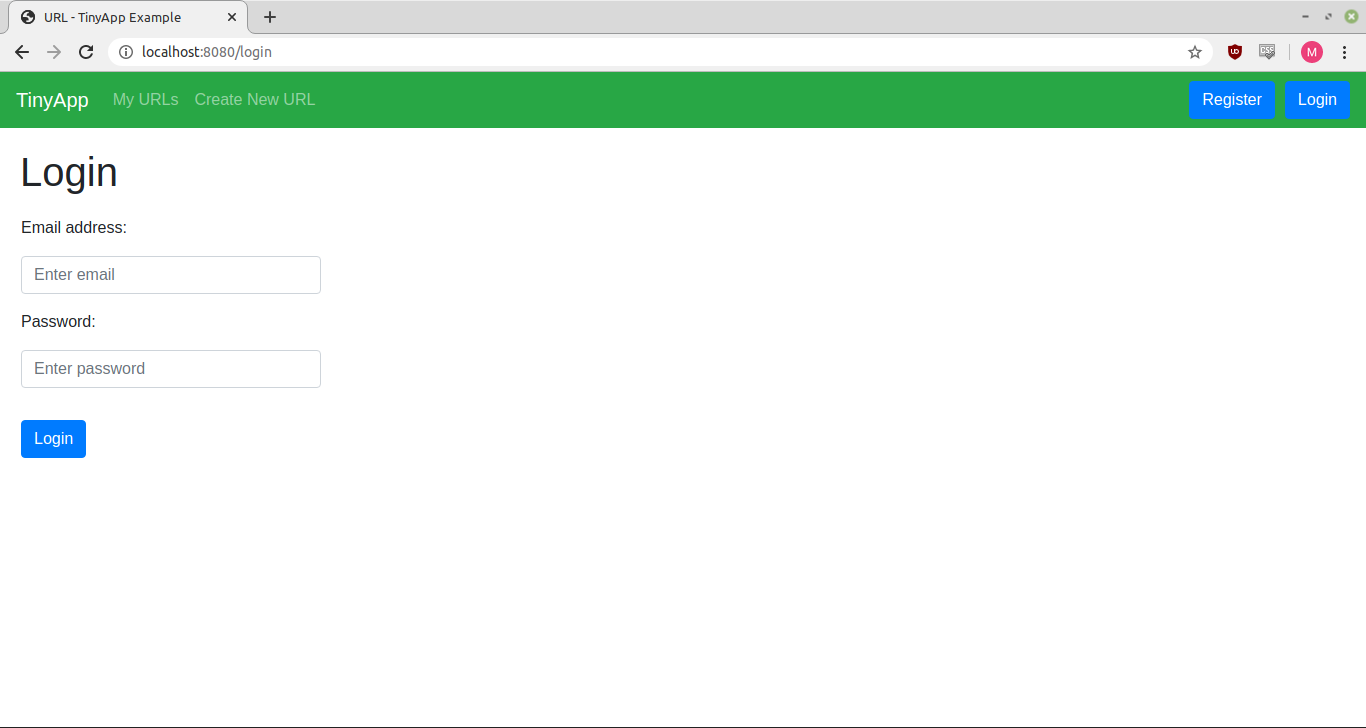 URL - TinyApp Example
localhost:8080/login
M
TinyApp My URLs Create New URL Register Login
Login
Email address:
Enter email
Password:
Enter password
Login